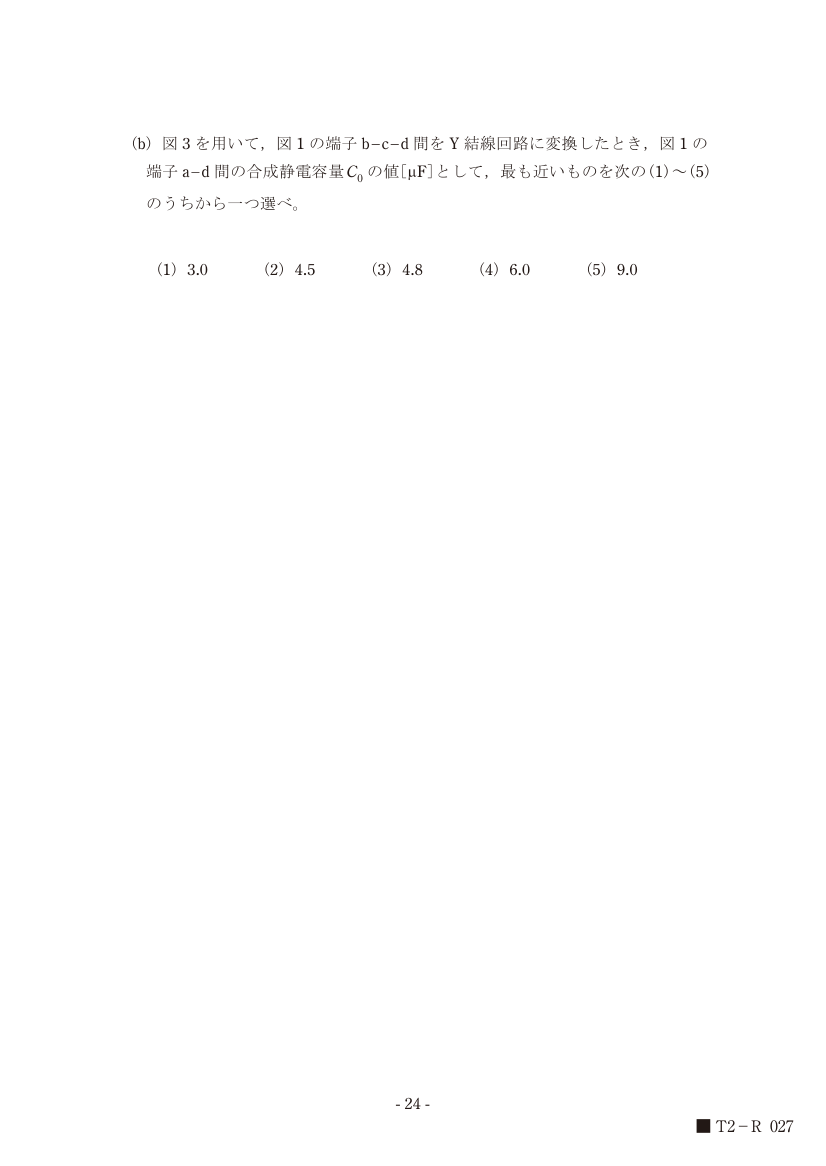 (b) 図 3 を用いて，図 1 の端子 b−c−d 間を Y 結線回路に変換したとき，図 1 の
端子 a−d 間の合成静電容量 C₀ の値[μF]として，最も近いものを次の(1)～(5)
のうちから一つ選べ。
(1) 3.0 (2) 4.5 (3) 4.8 (4) 6.0 (5) 9.0
- 24 -
■ T2−R 027